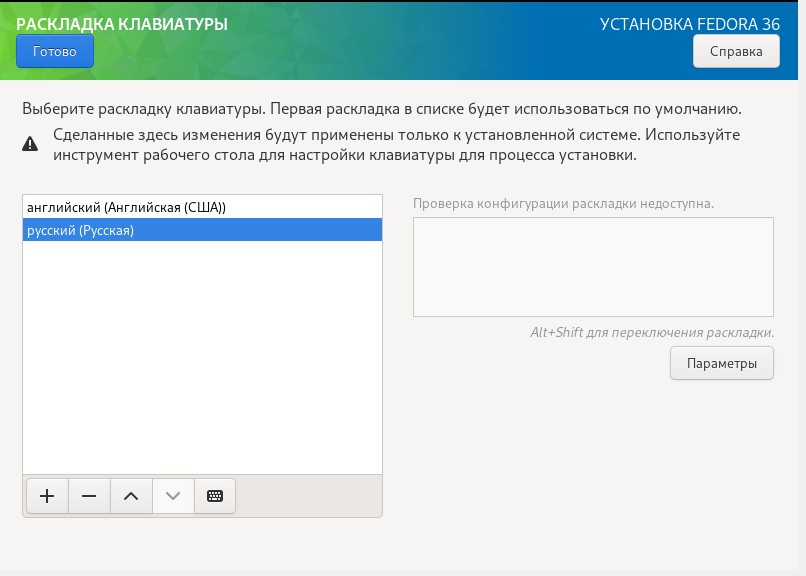 РАСКЛАДКА КЛАВИАТУРЫ
УСТАНОВКА FEDORA 36
Готово
Справка
Выберите раскладку клавиатуры. Первая раскладка в списке будет использоваться по умолчанию.
Сделанные здесь изменения будут применены только к установленной системе. Используйте
инструмент рабочего стола для настройки клавиатуры для процесса установки.
английский (Английская (США))
русский (Русская)
Проверка конфигурации раскладки недоступна.
Alt+Shift для переключения раскладки.
Параметры